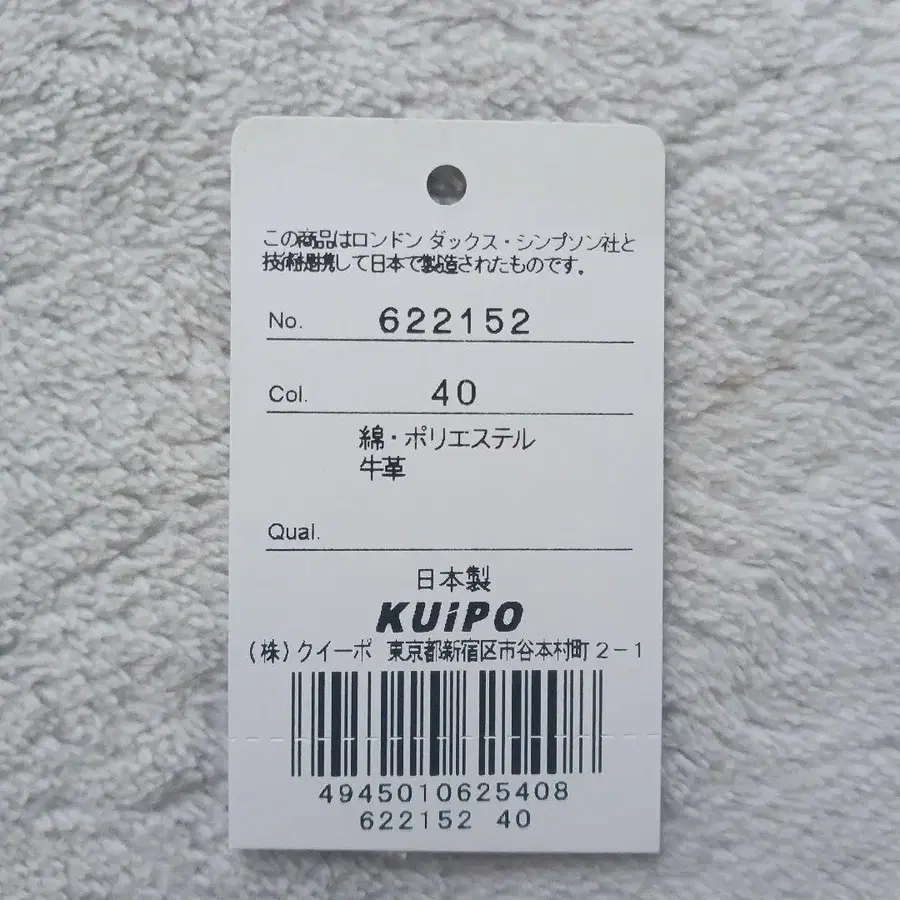 この商品はロンドン ダックス・シンプソン社と
技術提携して日本で製造されたものです。
No. 622152
Col. 40
綿・ポリエステル
牛革
Qual.
日本製
KUiPO
(株)クイーポ 東京都新宿区市谷本村町2-1
4945010625408
622152 40